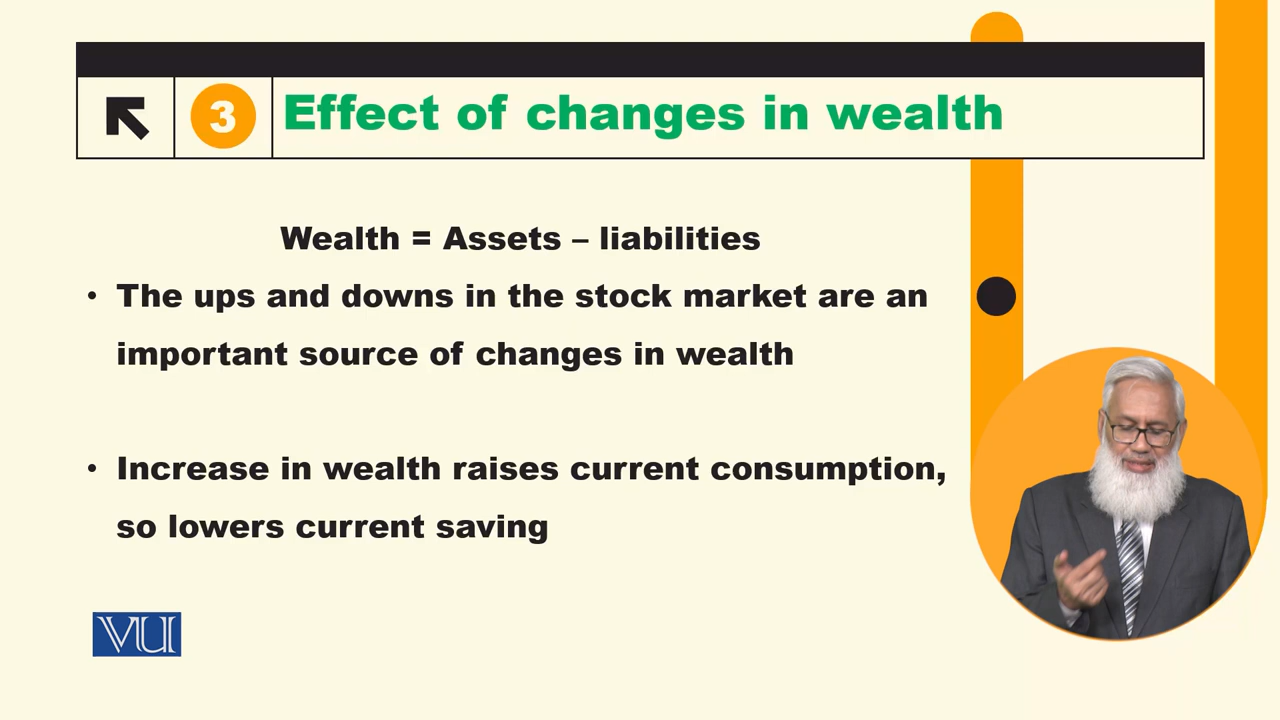 3 Effect of changes in wealth
Wealth = Assets – liabilities
• The ups and downs in the stock market are an
important source of changes in wealth
• Increase in wealth raises current consumption,
so lowers current saving
VU